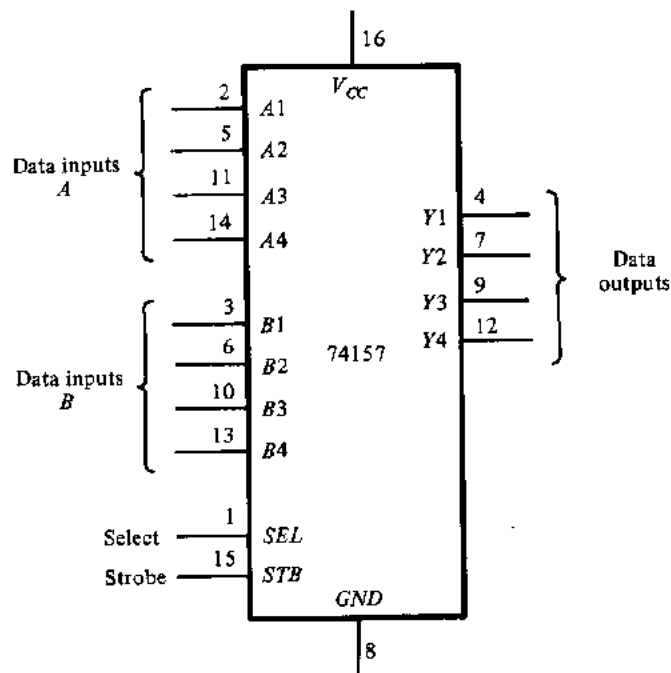 16
V_CC
2 A1
5 A2
11 A3
14 A4
Data inputs
A
3 B1
6 B2
10 B3
13 B4
Data inputs
B
74157
Y1 4
Y2 7
Y3 9
Y4 12
Data
outputs
Select 1 SEL
Strobe 15 STB
GND
8